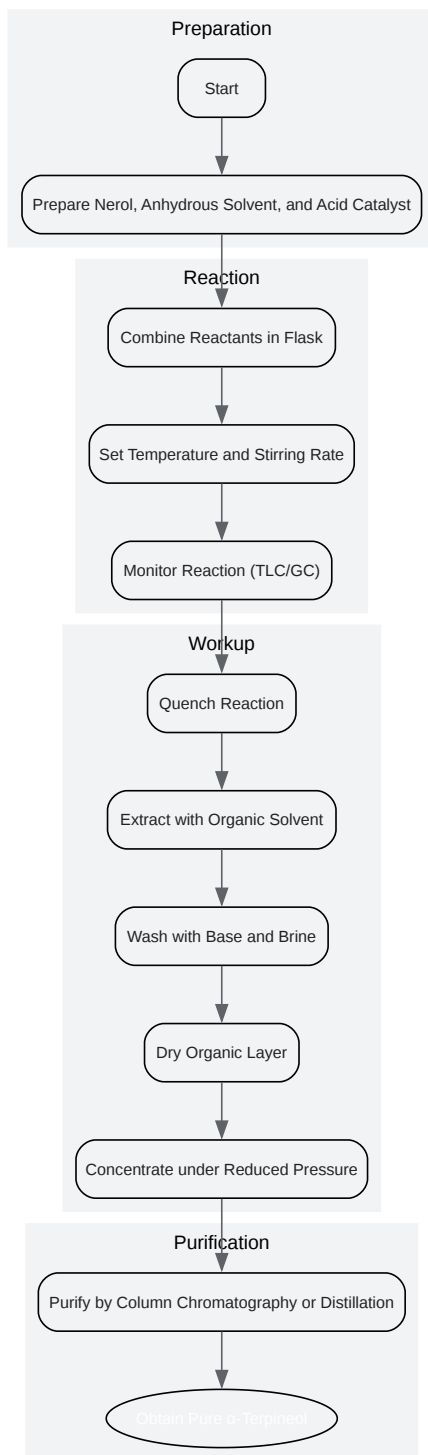 Preparation
Start
Prepare Nerol, Anhydrous Solvent, and Acid Catalyst
Reaction
Combine Reactants in Flask
Set Temperature and Stirring Rate
Monitor Reaction (TLC/GC)
Workup
Quench Reaction
Extract with Organic Solvent
Wash with Base and Brine
Dry Organic Layer
Concentrate under Reduced Pressure
Purification
Purify by Column Chromatography or Distillation
Obtain Pure α-Terpineol